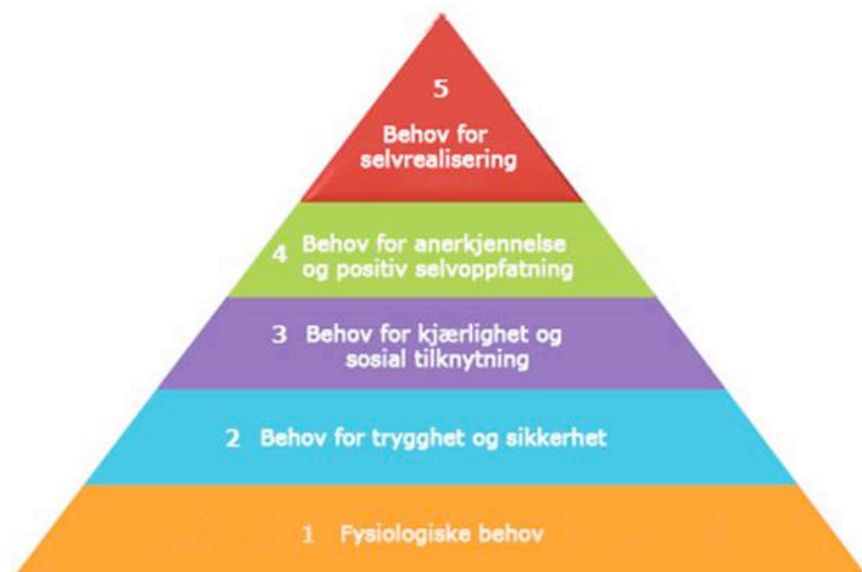 5
Behov for
selvrealisering
4 Behov for anerkjennelse
og positiv selvoppfatning
3 Behov for kjærlighet og
sosial tilknytning
2 Behov for trygghet og sikkerhet
1 Fysiologiske behov